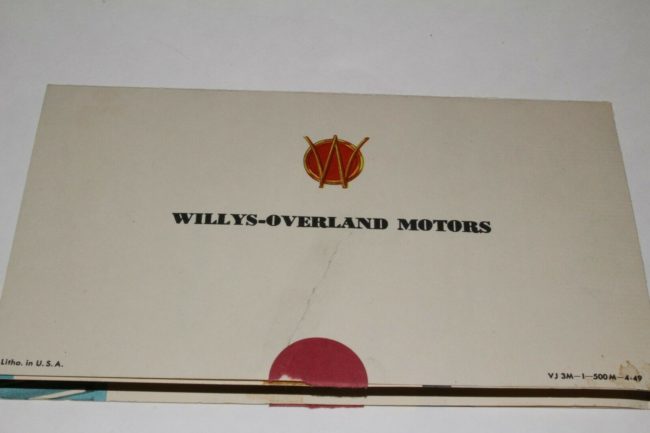 W
WILLYS-OVERLAND MOTORS
Litho. in U. S. A.
VJ 3M—1—500M—4-49